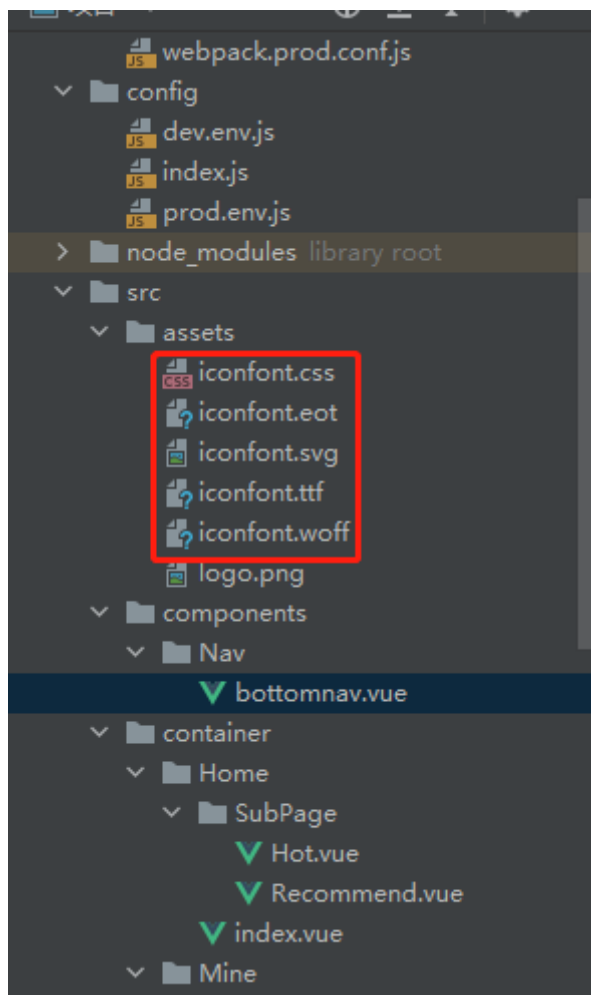 项目
webpack.prod.conf.js
config
dev.env.js
index.js
prod.env.js
node_modules library root
src
assets
iconfont.css
iconfont.eot
iconfont.svg
iconfont.ttf
iconfont.woff
logo.png
components
Nav
bottomnav.vue
container
Home
SubPage
Hot.vue
Recommend.vue
index.vue
Mine